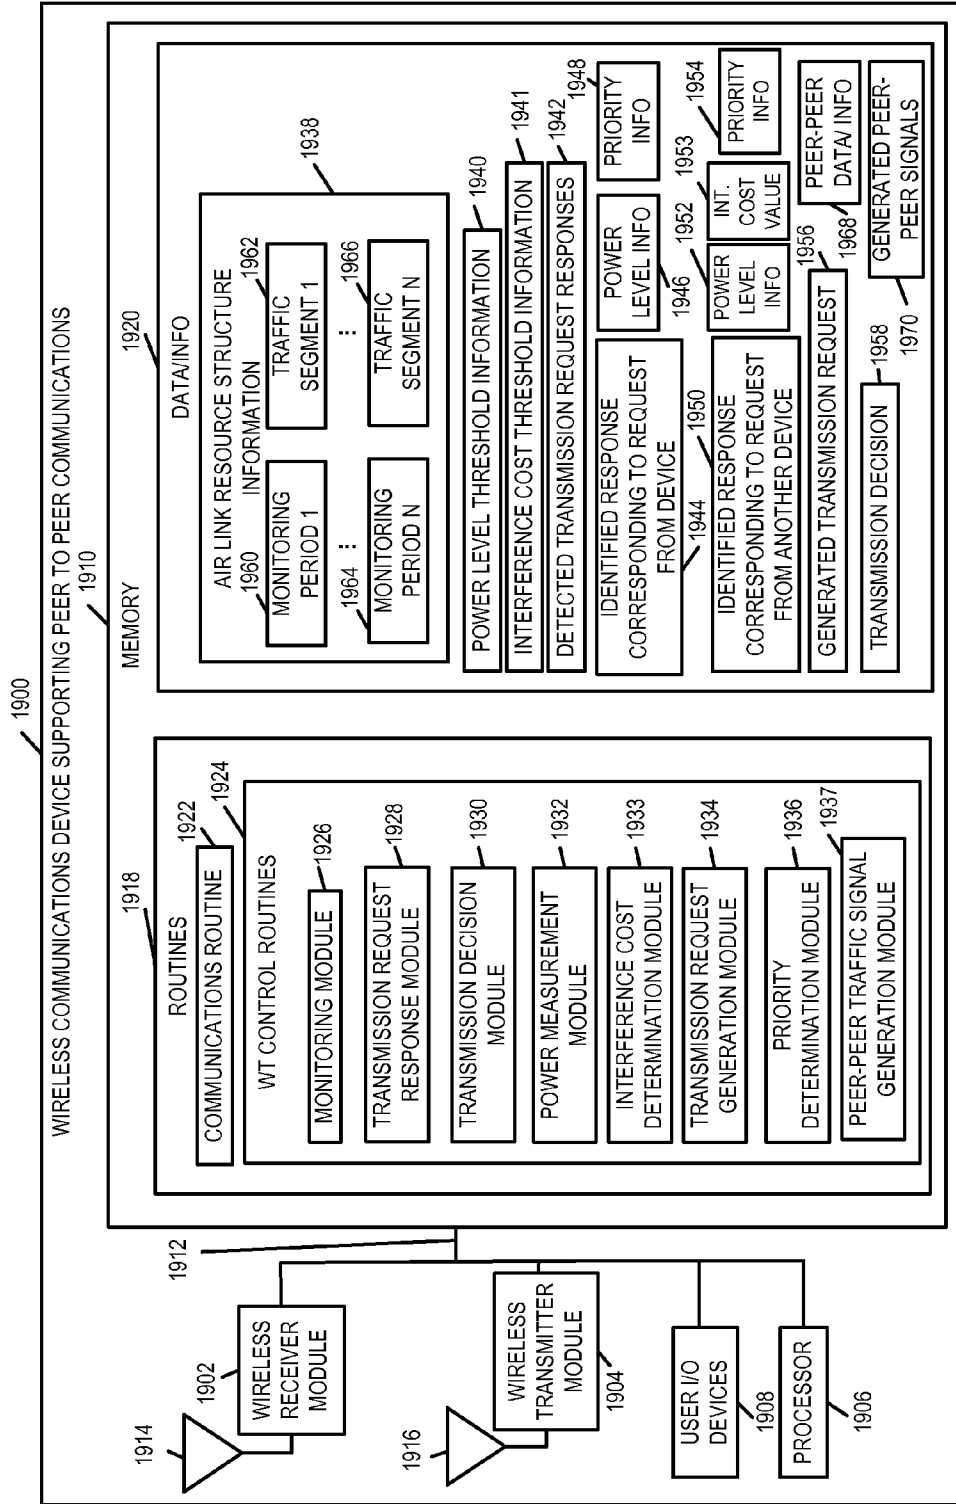 1900
WIRELESS COMMUNICATIONS DEVICE SUPPORTING PEER TO PEER COMMUNICATIONS
1910
MEMORY
1914
1902
WIRELESS
RECEIVER
MODULE
1912
1916
WIRELESS
TRANSMITTER
MODULE
1904
USER I/O
DEVICES
1908
PROCESSOR
1906
1918
ROUTINES
1922
COMMUNICATIONS ROUTINE
1924
WT CONTROL ROUTINES
1926
MONITORING MODULE
1928
TRANSMISSION REQUEST
RESPONSE MODULE
1930
TRANSMISSION DECISION
MODULE
1932
POWER MEASUREMENT
MODULE
1933
INTERFERENCE COST
DETERMINATION MODULE
1934
TRANSMISSION REQUEST
GENERATION MODULE
1936
PRIORITY
DETERMINATION MODULE
1937
PEER-PEER TRAFFIC SIGNAL
GENERATION MODULE
1920
DATA/INFO
1938
AIR LINK RESOURCE STRUCTURE
INFORMATION
1960
MONITORING
PERIOD 1
1962
TRAFFIC
SEGMENT 1
⋮
⋮
1964
MONITORING
PERIOD N
1966
TRAFFIC
SEGMENT N
1940
POWER LEVEL THRESHOLD INFORMATION
1941
INTERFERENCE COST THRESHOLD INFORMATION
1942
DETECTED TRANSMISSION REQUEST RESPONSES
IDENTIFIED RESPONSE
CORRESPONDING TO REQUEST
FROM DEVICE
1944
POWER
LEVEL INFO
1946
PRIORITY
INFO
1948
1950
IDENTIFIED RESPONSE
CORRESPONDING TO REQUEST
FROM ANOTHER DEVICE
1952
POWER
LEVEL
INFO
1953
INT.
COST
VALUE
1954
PRIORITY
INFO
1956
GENERATED TRANSMISSION REQUEST
1958
TRANSMISSION DECISION
PEER-PEER
DATA/ INFO
1968
GENERATED PEER-
PEER SIGNALS
1970